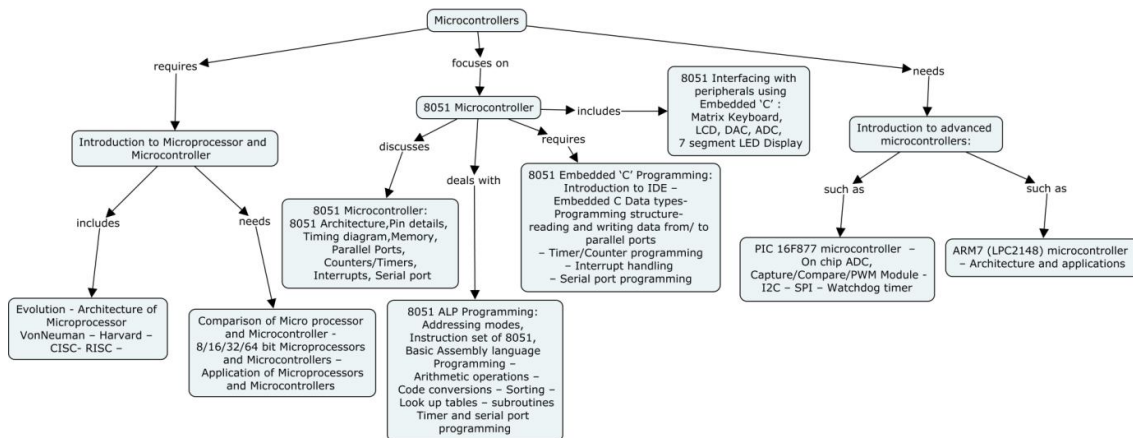 Microcontrollers
requires
focuses on
needs
8051 Microcontroller
includes
8051 Interfacing with
peripherals using
Embedded ‘C’ :
Matrix Keyboard,
LCD, DAC, ADC,
7 segment LED Display
Introduction to Microprocessor and
Microcontroller
Introduction to advanced
microcontrollers:
discusses
deals with
requires
includes
needs
such as
such as
8051 Microcontroller:
8051 Architecture,Pin details,
Timing diagram,Memory,
Parallel Ports,
Counters/Timers,
Interrupts, Serial port
8051 Embedded ‘C’ Programming:
Introduction to IDE –
Embedded C Data types-
Programming structure-
reading and writing data from/ to
parallel ports
– Timer/Counter programming
– Interrupt handling
– Serial port programming
PIC 16F877 microcontroller –
On chip ADC,
Capture/Compare/PWM Module -
I2C – SPI – Watchdog timer
ARM7 (LPC2148) microcontroller
– Architecture and applications
Evolution - Architecture of
Microprocessor
VonNeuman – Harvard –
CISC- RISC –
Comparison of Micro processor
and Microcontroller -
8/16/32/64 bit Microprocessors
and Microcontrollers –
Application of Microprocessors
and Microcontrollers
8051 ALP Programming:
Addressing modes,
Instruction set of 8051,
Basic Assembly language
Programming –
Arithmetic operations –
Code conversions – Sorting –
Look up tables – subroutines
Timer and serial port
programming